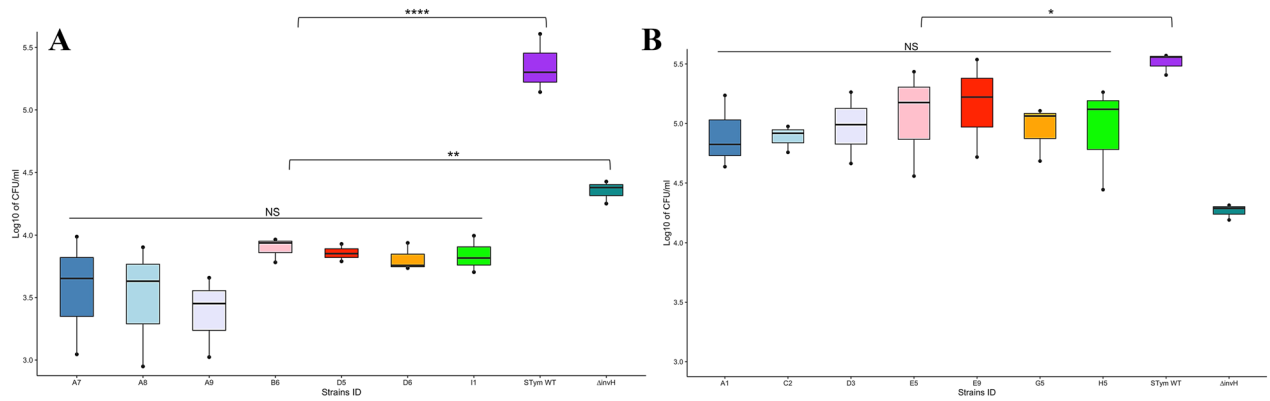 A
****
**
NS
5.5
5.0
4.5
4.0
3.5
3.0
Log10 of CFU/ml
A7 A8 A9 B6 D5 D6 I1 STym WT ΔinvH
Strains ID
B
*
NS
5.5
5.0
4.5
4.0
3.5
3.0
Log10 of CFU/ml
A1 C2 D3 E5 E9 G5 H5 STym WT ΔinvH
Strains ID